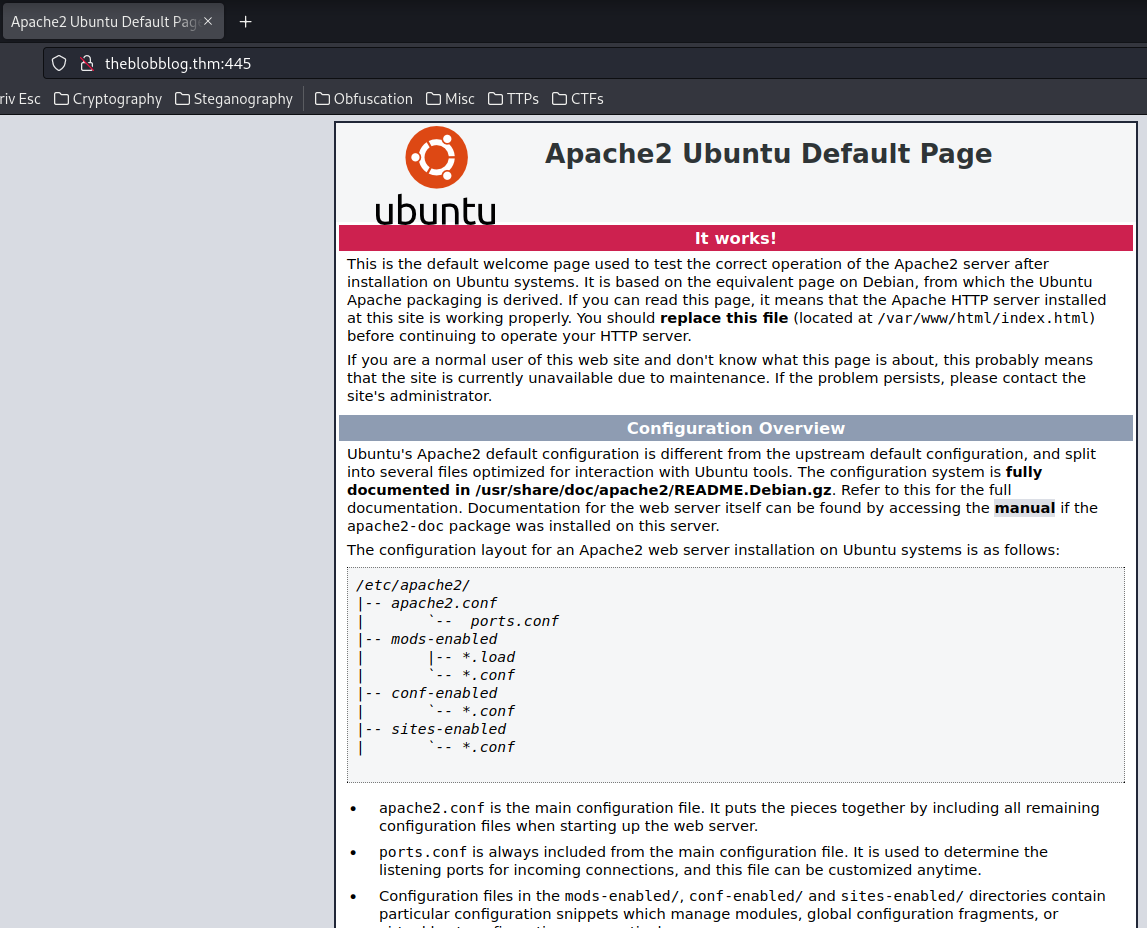 Apache2 Ubuntu Default Pag
theblobblog.thm:445
riv Esc Cryptography Steganography Obfuscation Misc TTPs CTFs
ubuntu
Apache2 Ubuntu Default Page
It works!
This is the default welcome page used to test the correct operation of the Apache2 server after
installation on Ubuntu systems. It is based on the equivalent page on Debian, from which the Ubuntu
Apache packaging is derived. If you can read this page, it means that the Apache HTTP server installed
at this site is working properly. You should replace this file (located at /var/www/html/index.html)
before continuing to operate your HTTP server.
If you are a normal user of this web site and don't know what this page is about, this probably means
that the site is currently unavailable due to maintenance. If the problem persists, please contact the
site's administrator.
Configuration Overview
Ubuntu's Apache2 default configuration is different from the upstream default configuration, and split
into several files optimized for interaction with Ubuntu tools. The configuration system is fully
documented in /usr/share/doc/apache2/README.Debian.gz. Refer to this for the full
documentation. Documentation for the web server itself can be found by accessing the manual if the
apache2-doc package was installed on this server.
The configuration layout for an Apache2 web server installation on Ubuntu systems is as follows:
/etc/apache2/
|-- apache2.conf
|       `--  ports.conf
|-- mods-enabled
|       |-- *.load
|       `-- *.conf
|-- conf-enabled
|       `-- *.conf
|-- sites-enabled
|       `-- *.conf
• apache2.conf is the main configuration file. It puts the pieces together by including all remaining
configuration files when starting up the web server.
• ports.conf is always included from the main configuration file. It is used to determine the
listening ports for incoming connections, and this file can be customized anytime.
• Configuration files in the mods-enabled/, conf-enabled/ and sites-enabled/ directories contain
particular configuration snippets which manage modules, global configuration fragments, or